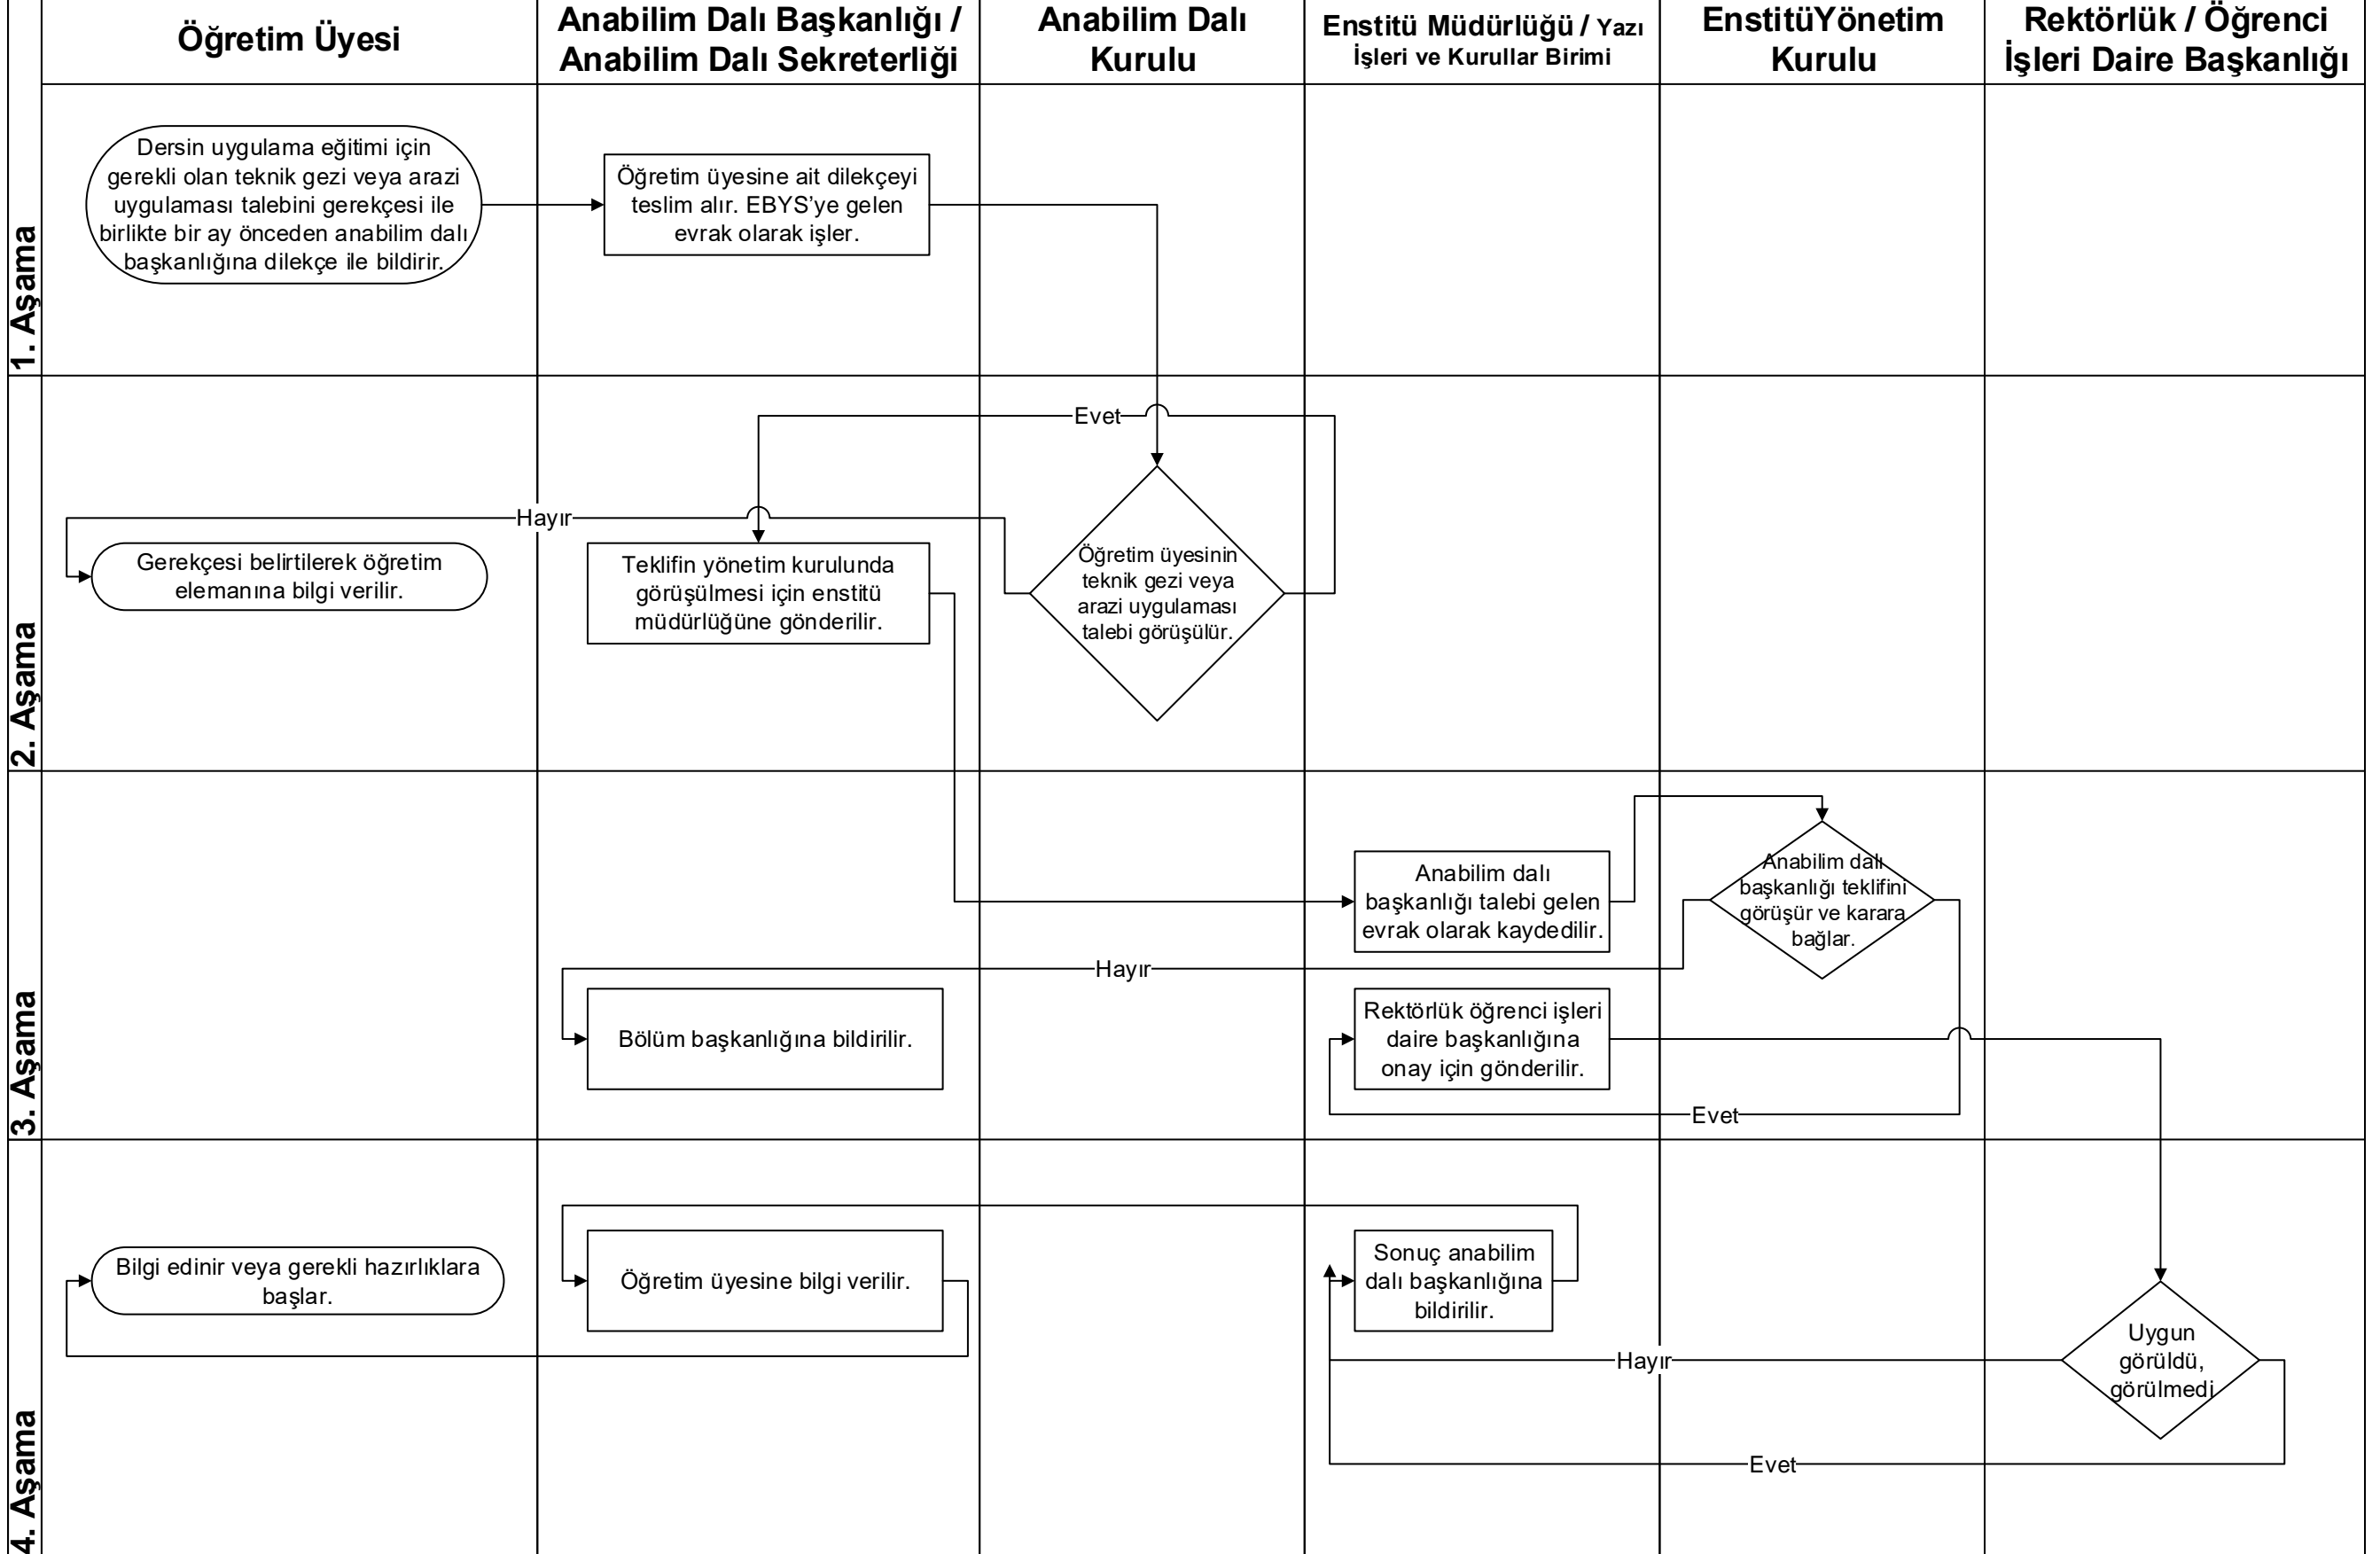 Öğretim Üyesi
Anabilim Dalı Başkanlığı /
Anabilim Dalı Sekreterliği
Anabilim Dalı
Kurulu
Enstitü Müdürlüğü / Yazı
İşleri ve Kurullar Birimi
EnstitüYönetim
Kurulu
Rektörlük / Öğrenci
İşleri Daire Başkanlığı
1. Aşama
Dersin uygulama eğitimi için
gerekli olan teknik gezi veya arazi
uygulaması talebini gerekçesi ile
birlikte bir ay önceden anabilim dalı
başkanlığına dilekçe ile bildirir.
Öğretim üyesine ait dilekçeyi
teslim alır. EBYS’ye gelen
evrak olarak işler.
2. Aşama
Evet
Hayır
Gerekçesi belirtilerek öğretim
elemanına bilgi verilir.
Teklifin yönetim kurulunda
görüşülmesi için enstitü
müdürlüğüne gönderilir.
Öğretim üyesinin
teknik gezi veya
arazi uygulaması
talebi görüşülür.
3. Aşama
Anabilim dalı
başkanlığı talebi gelen
evrak olarak kaydedilir.
Anabilim dalı
başkanlığı teklifini
görüşür ve karara
bağlar.
Hayır
Bölüm başkanlığına bildirilir.
Rektörlük öğrenci işleri
daire başkanlığına
onay için gönderilir.
Evet
4. Aşama
Bilgi edinir veya gerekli hazırlıklara
başlar.
Öğretim üyesine bilgi verilir.
Sonuç anabilim
dalı başkanlığına
bildirilir.
Uygun
görüldü,
görülmedi
Hayır
Evet